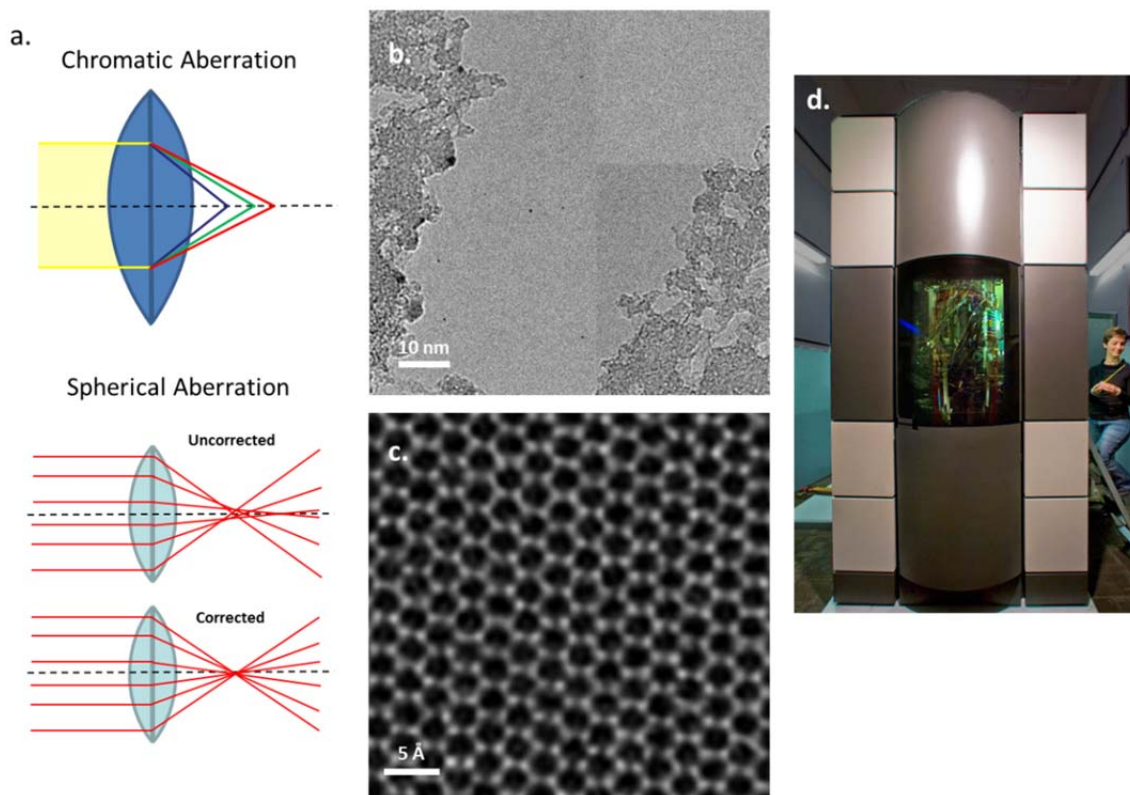 a.
Chromatic Aberration
Spherical Aberration
Uncorrected
Corrected
b.
10 nm
c.
5 Å
d.